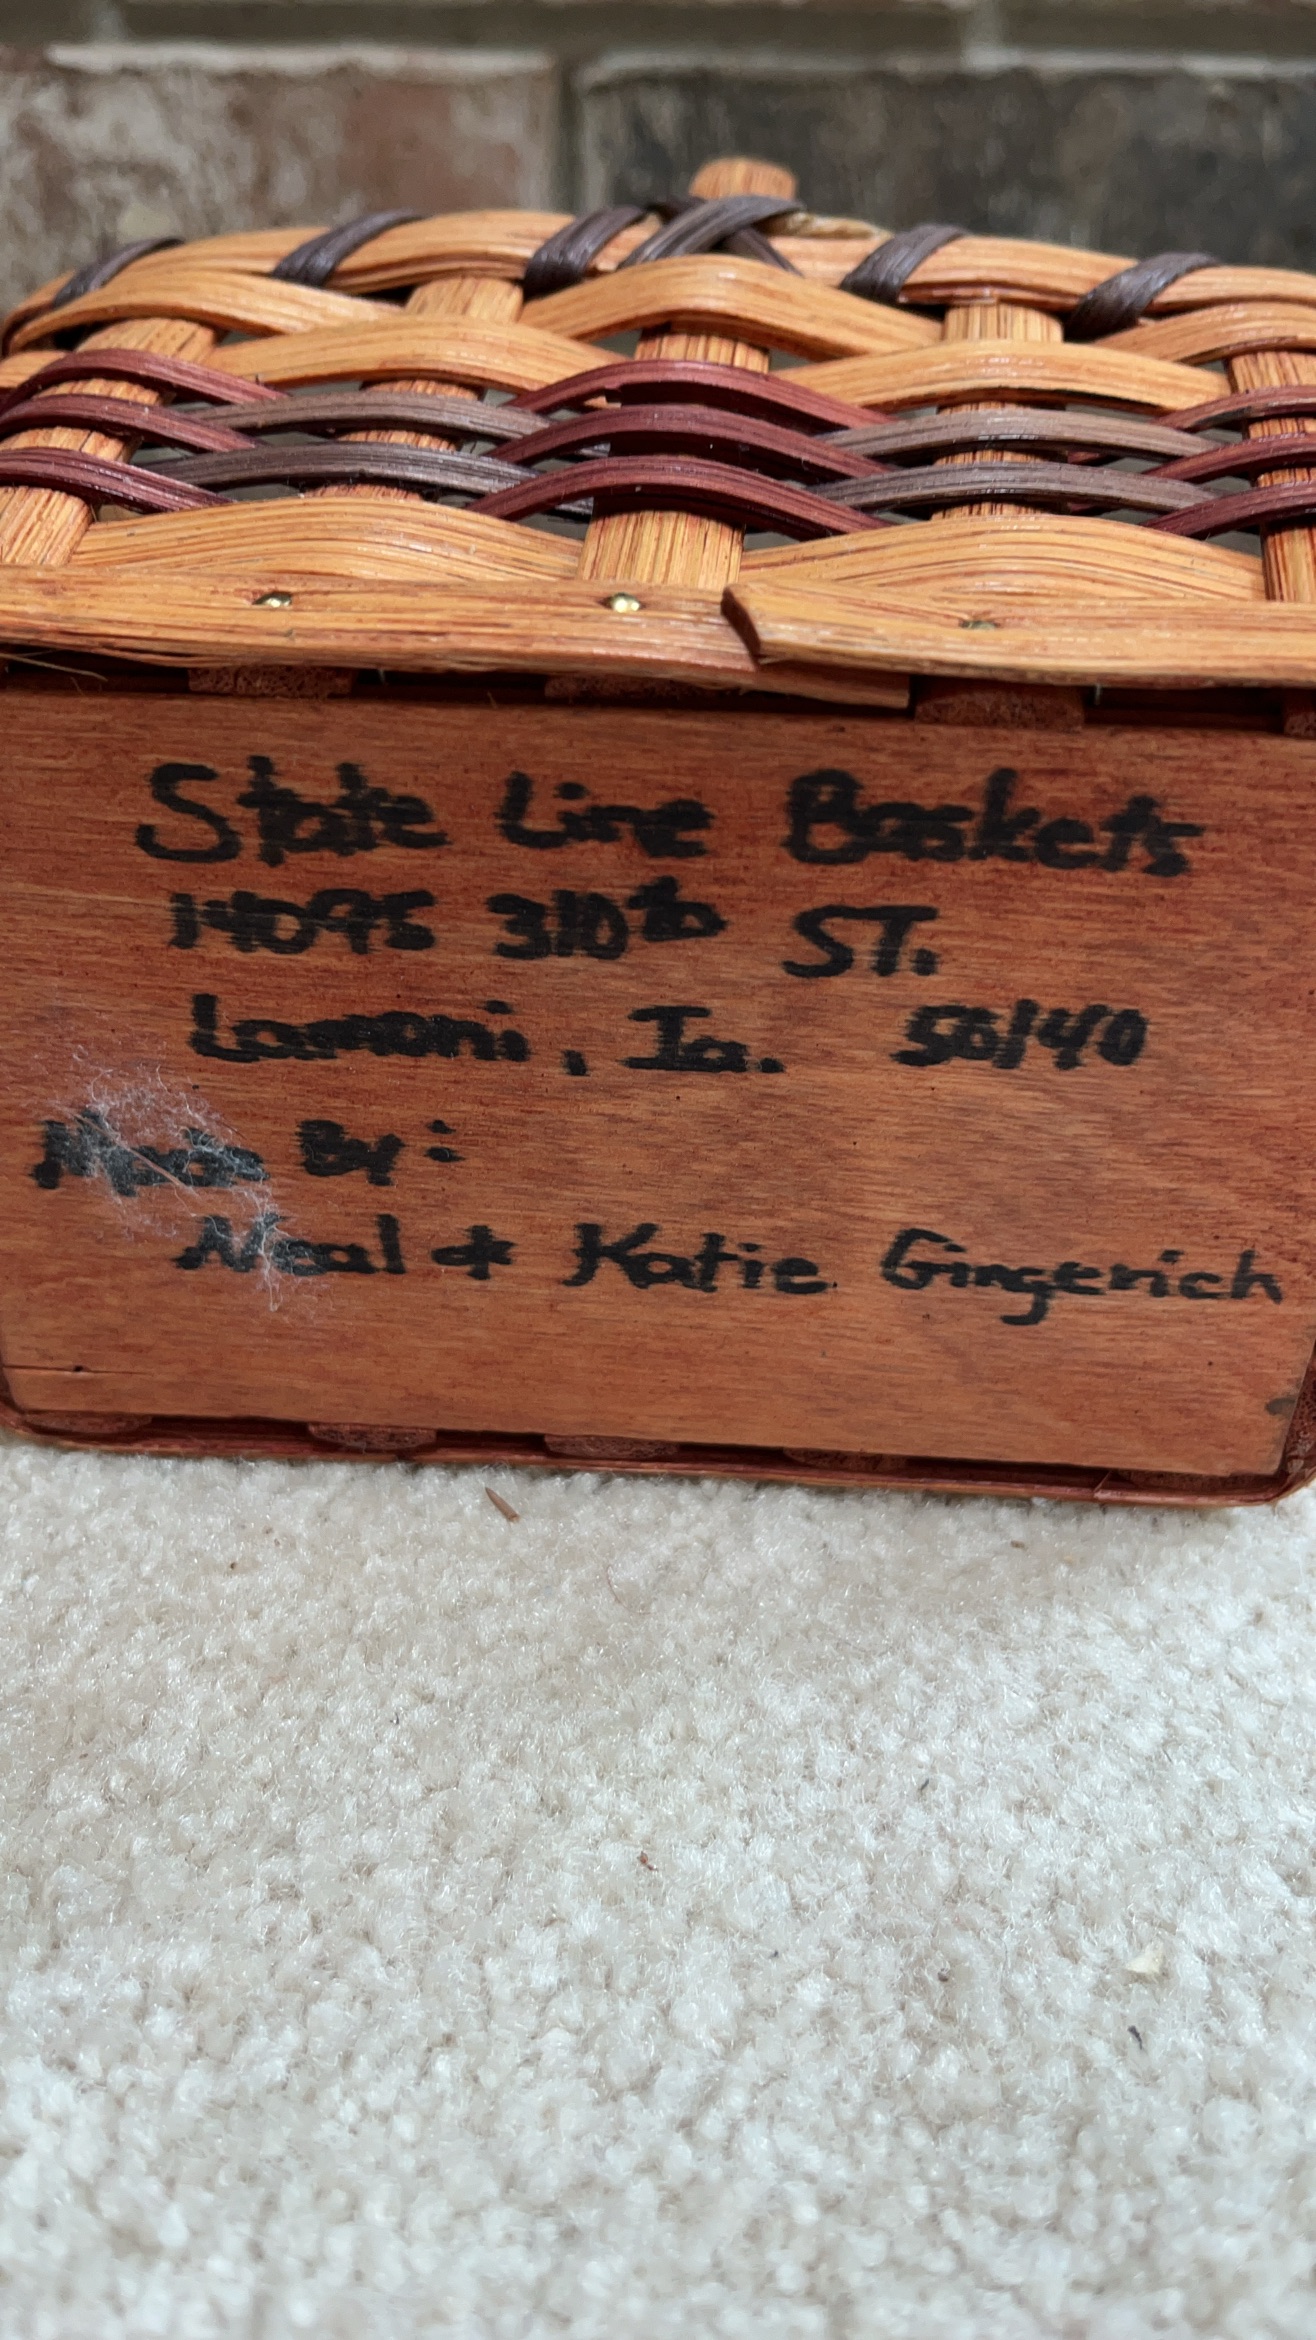 State Line Baskets
14095 310th ST.
Lamoni, Ia. 50140
Made By:
Neal & Katie Gingerich